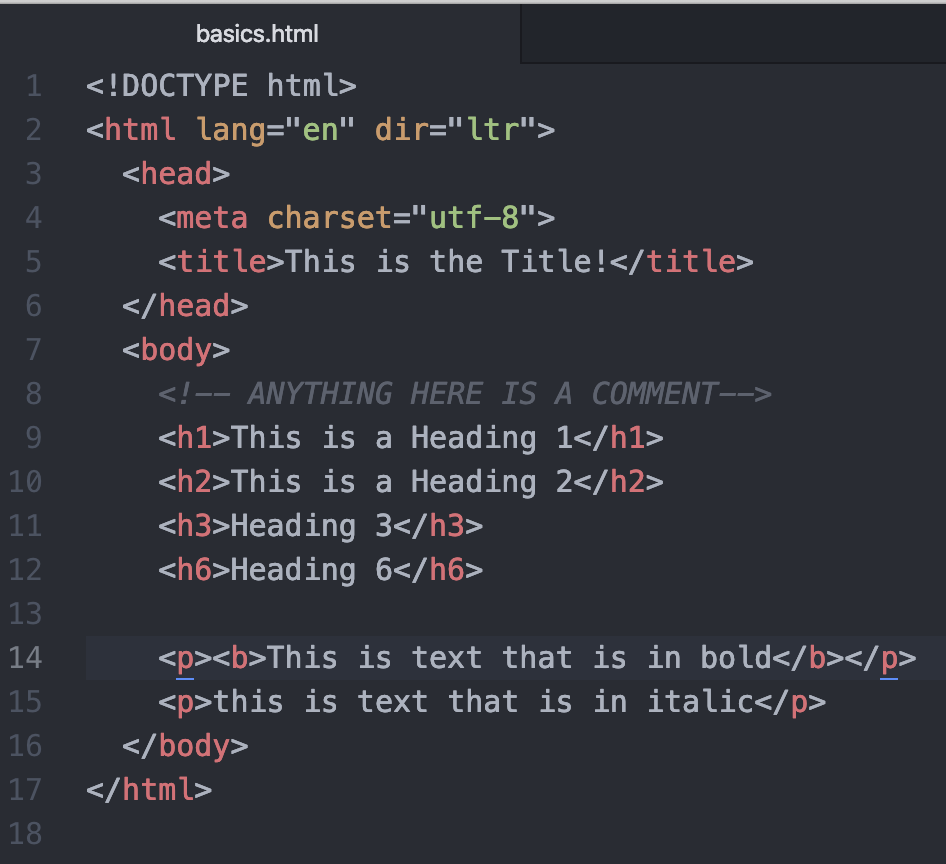 basics.html
1 <!DOCTYPE html>
2 <html lang="en" dir="ltr">
3   <head>
4     <meta charset="utf-8">
5     <title>This is the Title!</title>
6   </head>
7   <body>
8     <!-- ANYTHING HERE IS A COMMENT-->
9     <h1>This is a Heading 1</h1>
10     <h2>This is a Heading 2</h2>
11     <h3>Heading 3</h3>
12     <h6>Heading 6</h6>
13
14     <p><b>This is text that is in bold</b></p>
15     <p>this is text that is in italic</p>
16   </body>
17 </html>
18